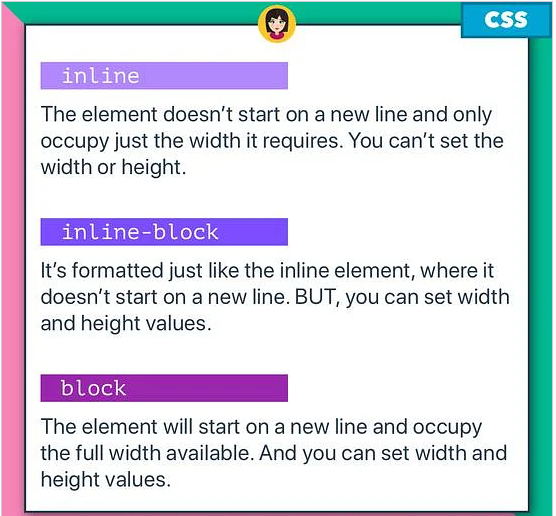 CSS
inline
The element doesn’t start on a new line and only
occupy just the width it requires. You can’t set the
width or height.
inline-block
It’s formatted just like the inline element, where it
doesn’t start on a new line. BUT, you can set width
and height values.
block
The element will start on a new line and occupy
the full width available. And you can set width and
height values.